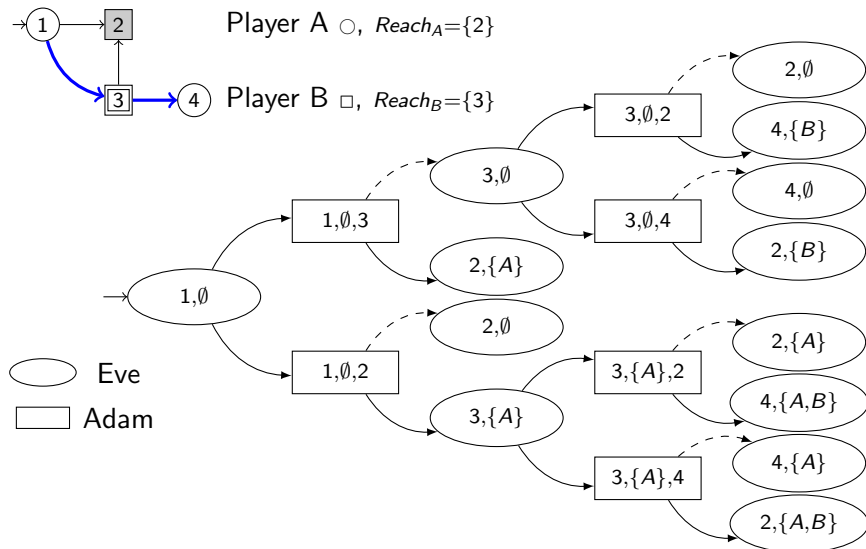 1
2
Player A ○, Reach_A={2}
3
4
Player B □, Reach_B={3}
2,∅
3,∅,2
4,{B}
3,∅
4,∅
1,∅,3
3,∅,4
2,{A}
2,{B}
1,∅
2,∅
2,{A}
1,∅,2
3,{A},2
Eve
4,{A,B}
3,{A}
Adam
4,{A}
3,{A},4
2,{A,B}